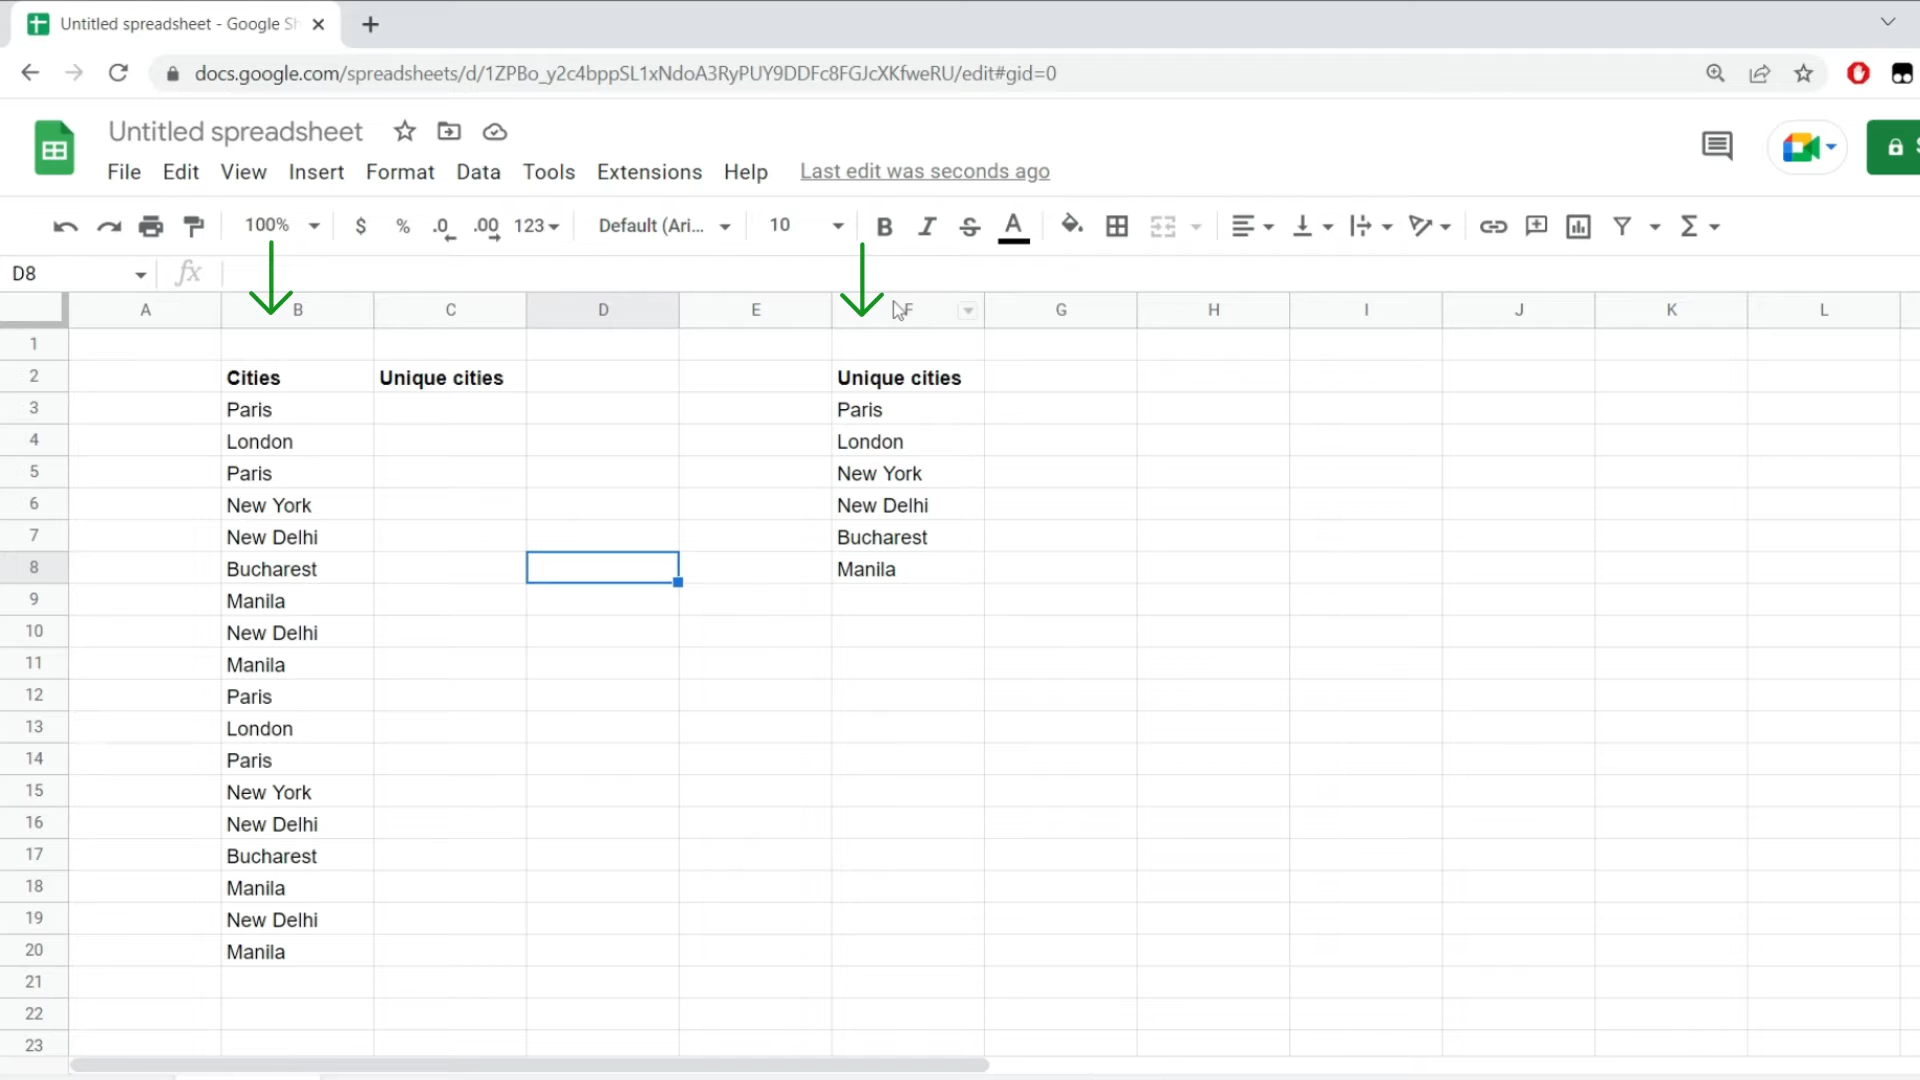 Untitled spreadsheet - Google Sh
docs.google.com/spreadsheets/d/1ZPBo_y2c4bppSL1xNdoA3RyPUY9DDFc8FGJcXKfweRU/edit#gid=0
Untitled spreadsheet
File Edit View Insert Format Data Tools Extensions Help Last edit was seconds ago
100% $ % .0 .00 123 Default (Ari... 10 B I S A Σ
D8 fx
A B C D E F G H I J K L
1
2 Cities Unique cities Unique cities
3 Paris Paris
4 London London
5 Paris New York
6 New York New Delhi
7 New Delhi Bucharest
8 Bucharest Manila
9 Manila
10 New Delhi
11 Manila
12 Paris
13 London
14 Paris
15 New York
16 New Delhi
17 Bucharest
18 Manila
19 New Delhi
20 Manila
21
22
23